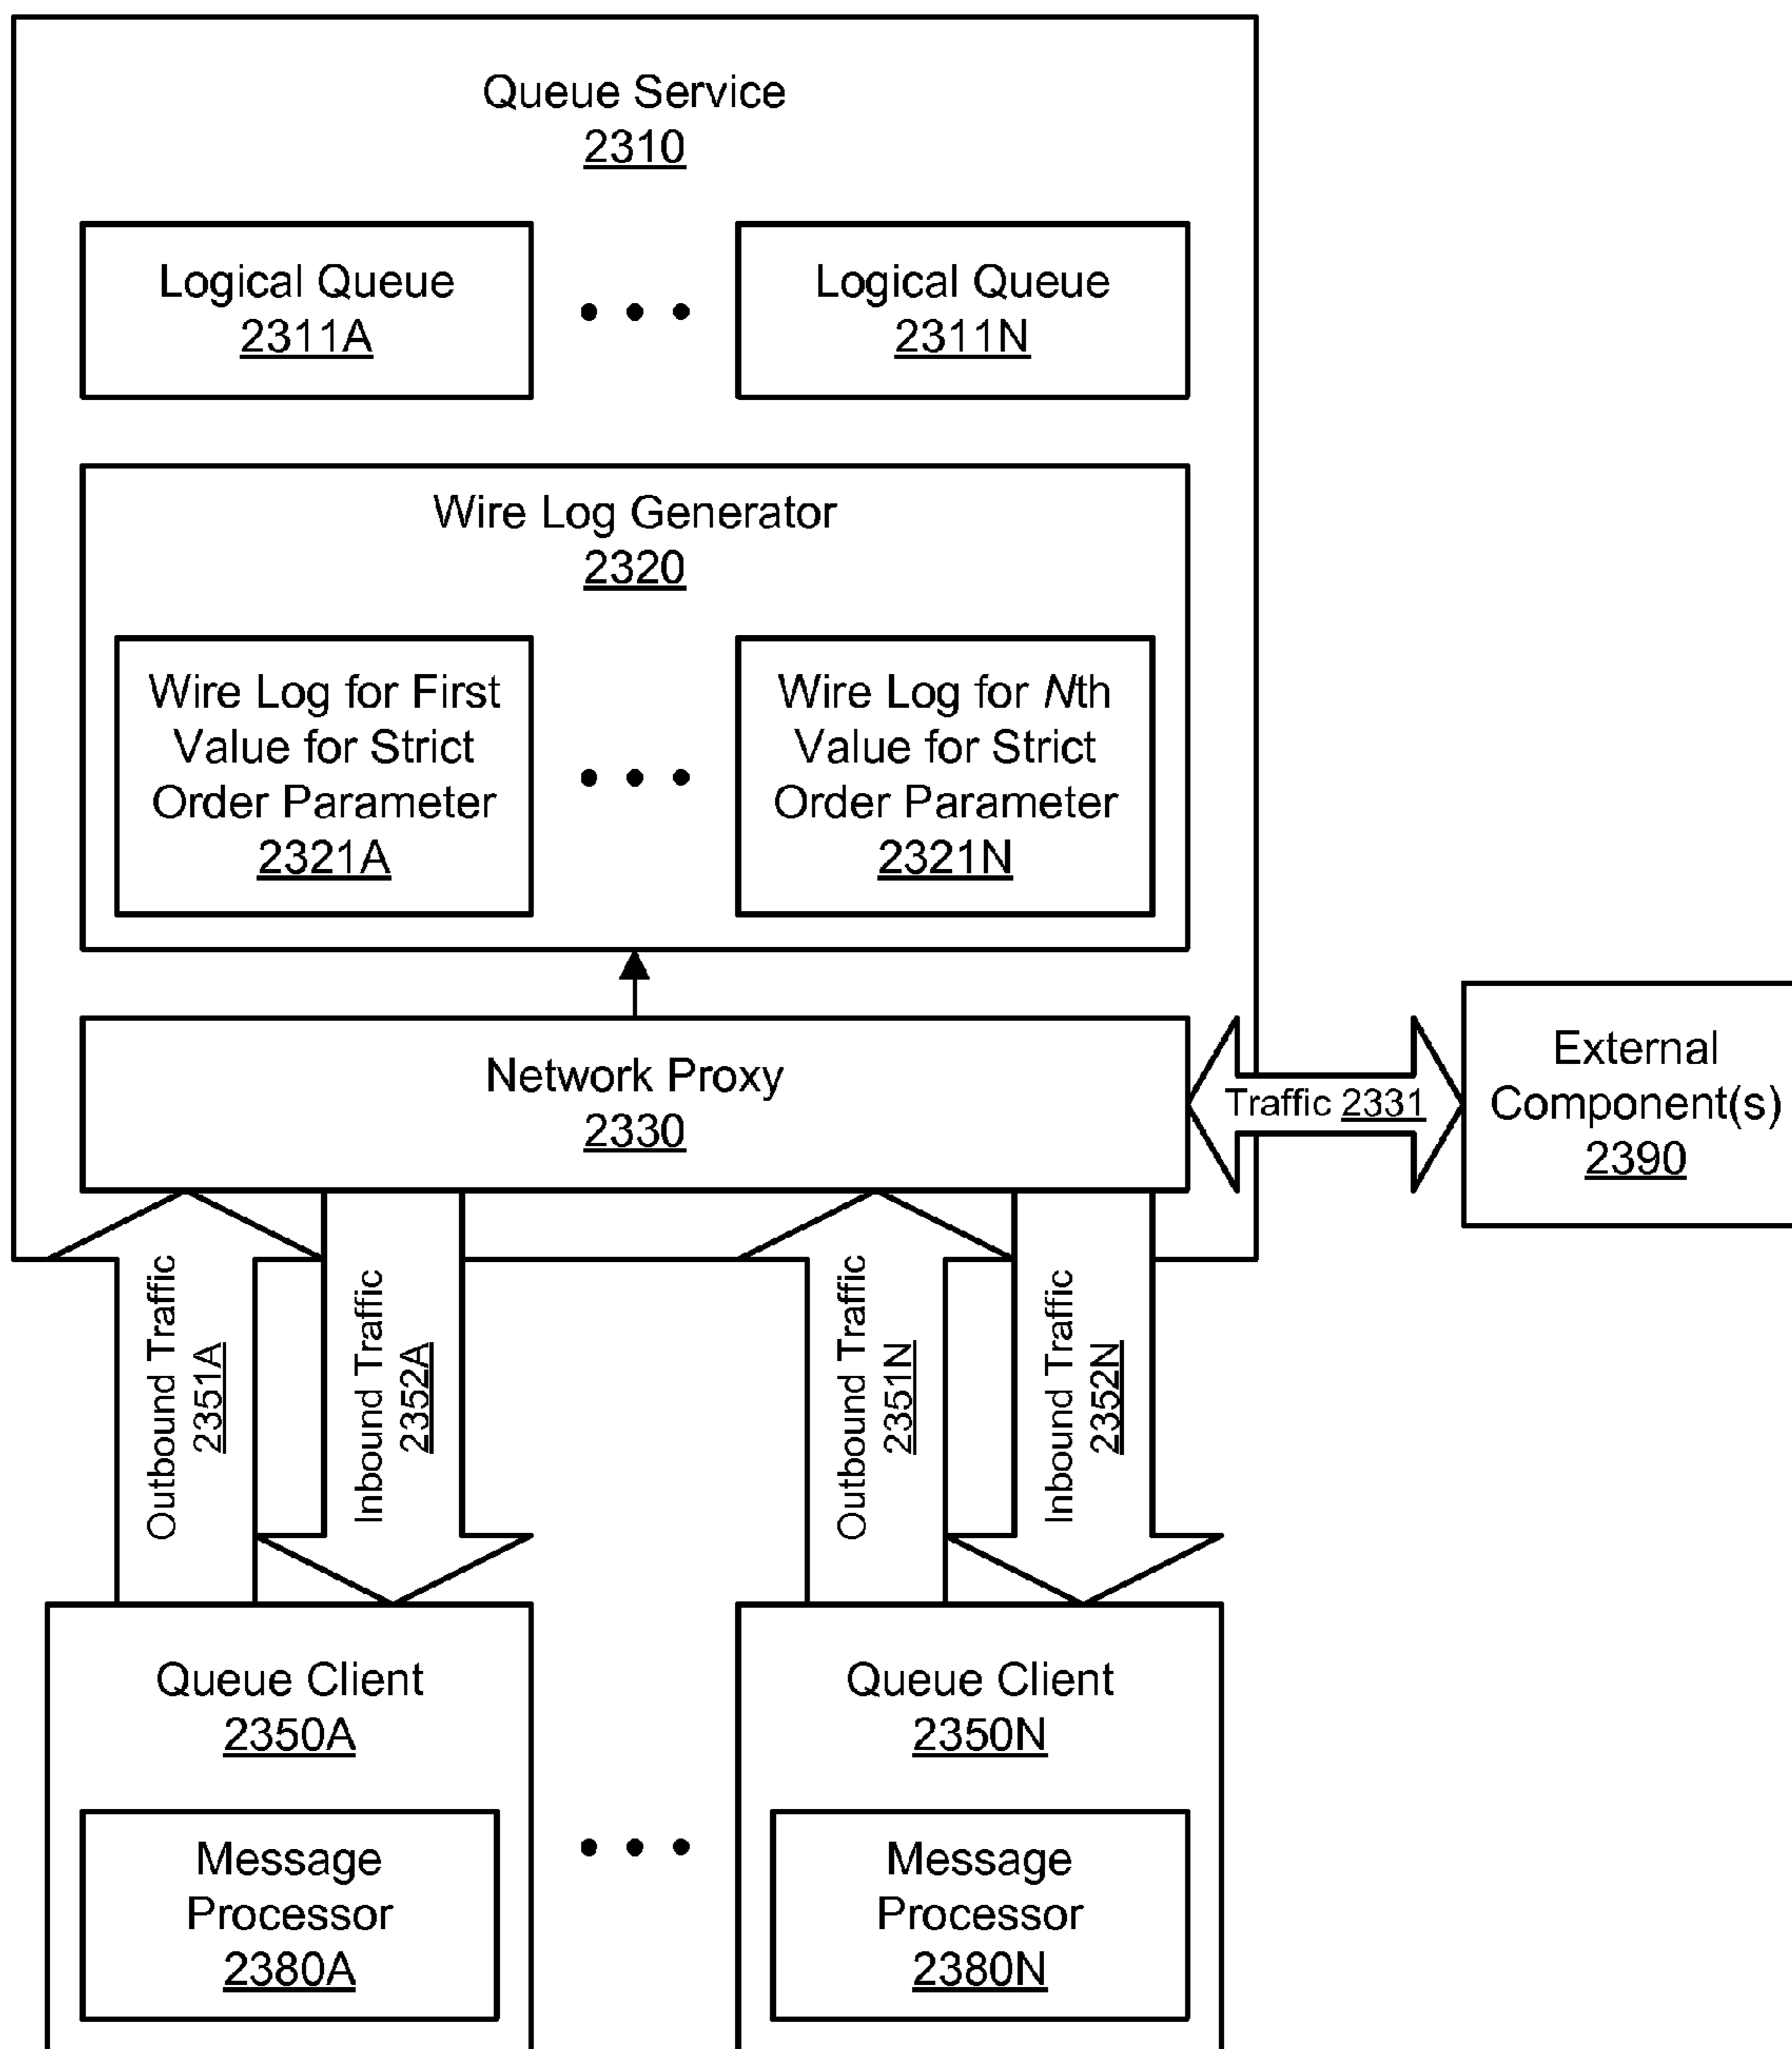 Queue Service
2310
Logical Queue
2311A
Logical Queue
2311N
Wire Log Generator
2320
Wire Log for First
Value for Strict
Order Parameter
2321A
Wire Log for Nth
Value for Strict
Order Parameter
2321N
Network Proxy
2330
Traffic 2331
External
Component(s)
2390
Outbound Traffic
2351A
Inbound Traffic
2352A
Outbound Traffic
2351N
Inbound Traffic
2352N
Queue Client
2350A
Message
Processor
2380A
Queue Client
2350N
Message
Processor
2380N